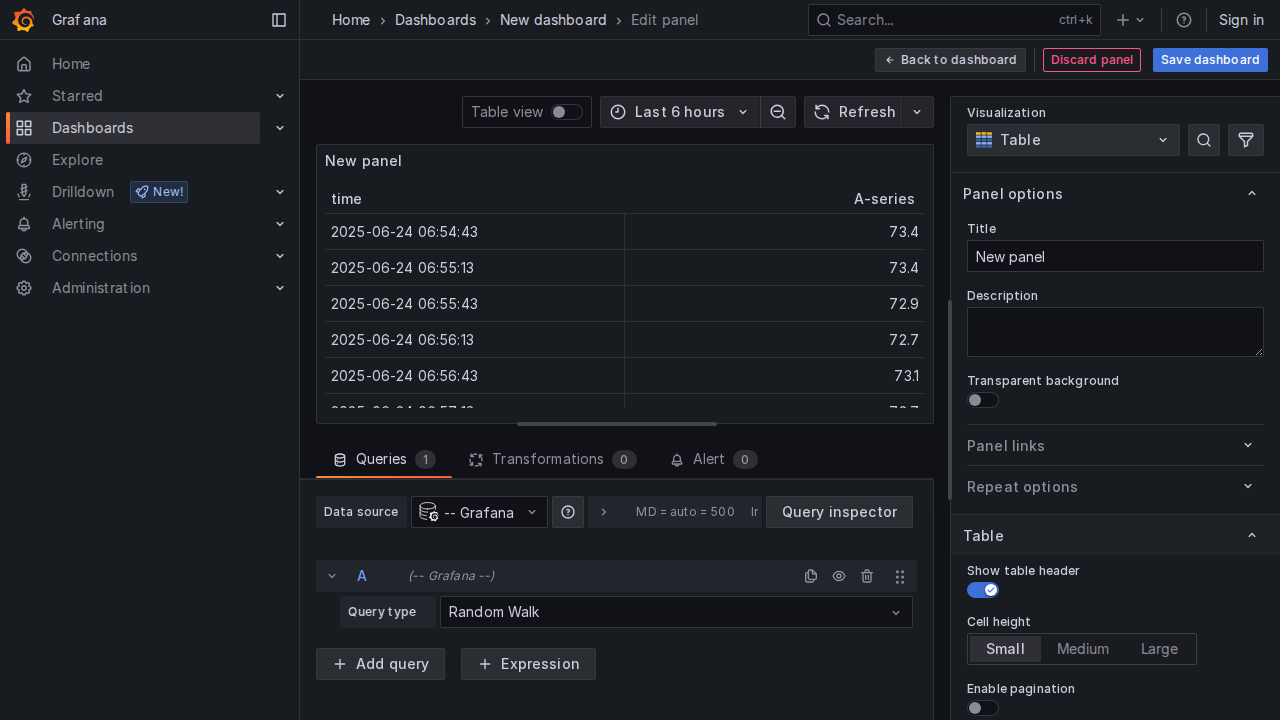 Grafana
Home
Dashboards
New dashboard
Edit panel
Search...
ctrl+k
Sign in
Home
Starred
Dashboards
Explore
Drilldown
New!
Alerting
Connections
Administration
Back to dashboard
Discard panel
Save dashboard
Table view
Last 6 hours
Refresh
New panel
time A-series
2025-06-24 06:54:43 73.4
2025-06-24 06:55:13 73.4
2025-06-24 06:55:43 72.9
2025-06-24 06:56:13 72.7
2025-06-24 06:56:43 73.1
Queries 1
Transformations 0
Alert 0
Data source
-- Grafana
MD = auto = 500
Query inspector
A
(-- Grafana --)
Query type
Random Walk
Add query
Expression
Visualization
Table
Panel options
Title
New panel
Description
Transparent background
Panel links
Repeat options
Table
Show table header
Cell height
Small Medium Large
Enable pagination